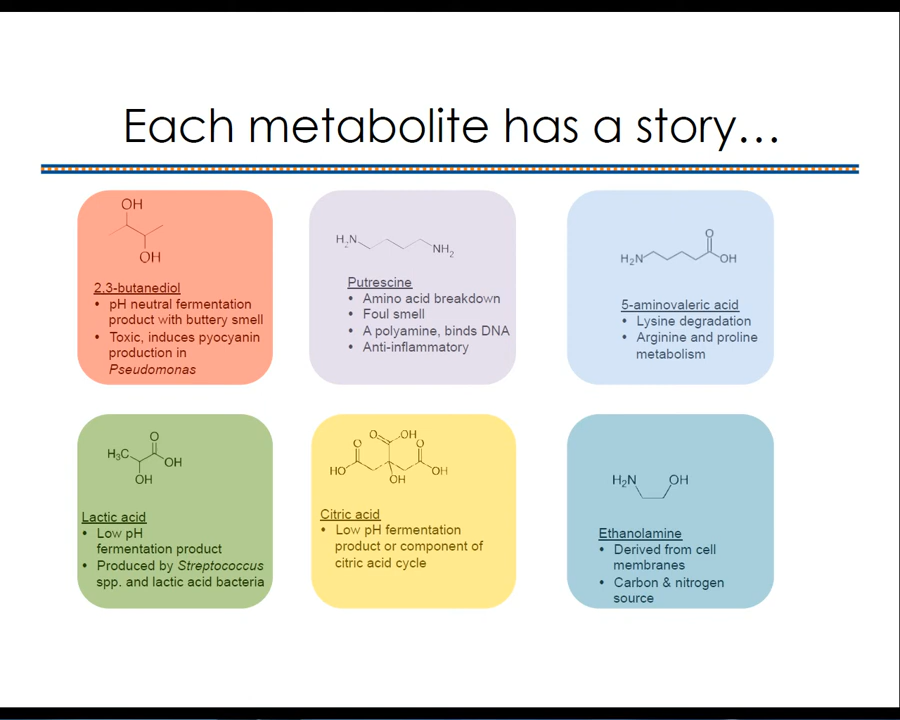 Each metabolite has a story…
OH
OH
2,3-butanediol
• pH neutral fermentation
product with buttery smell
• Toxic, induces pyocyanin
production in
Pseudomonas
H2N
NH2
Putrescine
• Amino acid breakdown
• Foul smell
• A polyamine, binds DNA
• Anti-inflammatory
O
H2N
OH
5-aminovaleric acid
• Lysine degradation
• Arginine and proline
metabolism
O
H3C
OH
OH
Lactic acid
• Low pH
fermentation product
• Produced by Streptococcus
spp. and lactic acid bacteria
O OH
O O
HO OH OH
Citric acid
• Low pH fermentation
product or component of
citric acid cycle
H2N OH
Ethanolamine
• Derived from cell
membranes
• Carbon & nitrogen
source